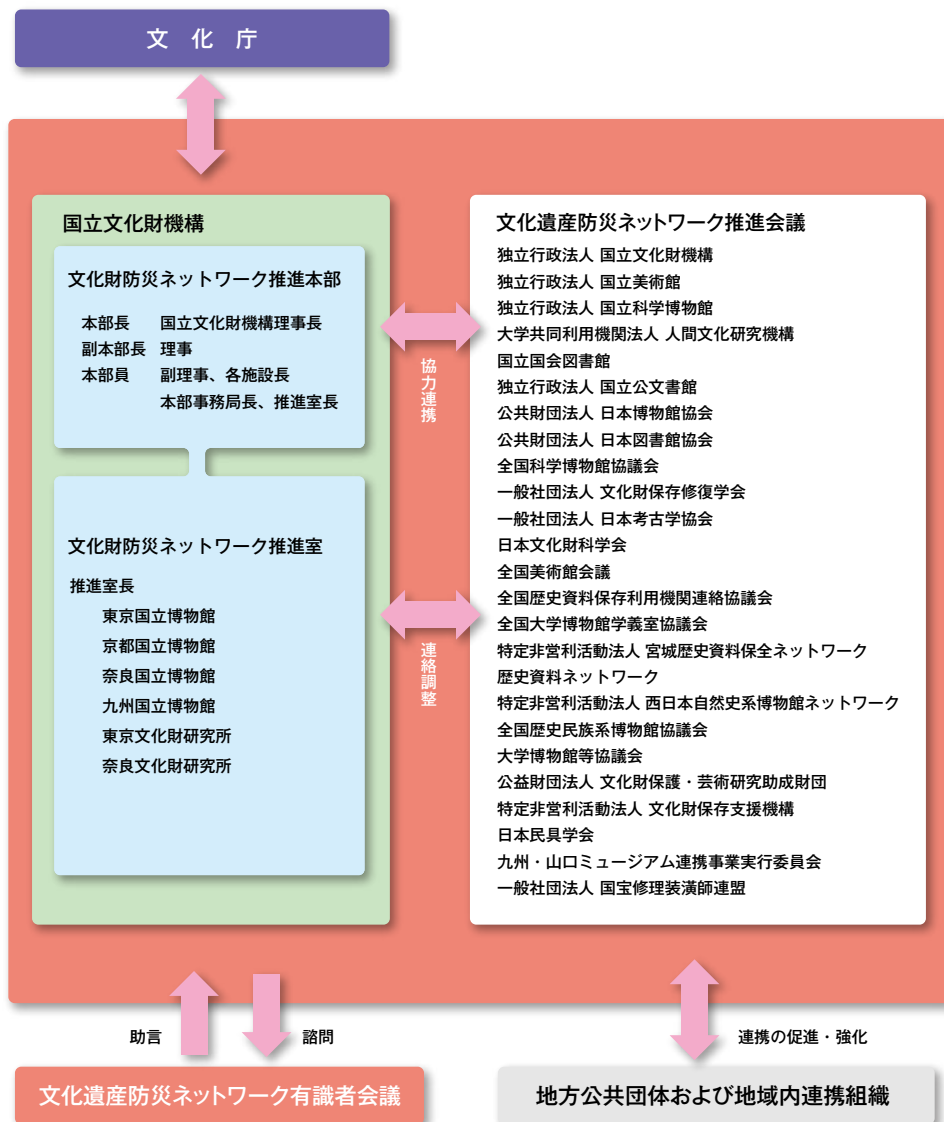 文化庁
国立文化財機構
文化財防災ネットワーク推進本部
本部長 国立文化財機構理事長
副本部長 理事
本部員 副理事、各施設長
本部事務局長、推進室長
文化財防災ネットワーク推進室
推進室長
東京国立博物館
京都国立博物館
奈良国立博物館
九州国立博物館
東京文化財研究所
奈良文化財研究所
協力連携
連絡調整
文化遺産防災ネットワーク推進会議
独立行政法人 国立文化財機構
独立行政法人 国立美術館
独立行政法人 国立科学博物館
大学共同利用機関法人 人間文化研究機構
国立国会図書館
独立行政法人 国立公文書館
公共財団法人 日本博物館協会
公共財団法人 日本図書館協会
全国科学博物館協議会
一般社団法人 文化財保存修復学会
一般社団法人 日本考古学協会
日本文化財科学会
全国美術館会議
全国歴史資料保存利用機関連絡協議会
全国大学博物館学義室協議会
特定非営利活動法人 宮城歴史資料保全ネットワーク
歴史資料ネットワーク
特定非営利活動法人 西日本自然史系博物館ネットワーク
全国歴史民族系博物館協議会
大学博物館等協議会
公益財団法人 文化財保護・芸術研究助成財団
特定非営利活動法人 文化財保存支援機構
日本民具学会
九州・山口ミュージアム連携事業実行委員会
一般社団法人 国宝修理装潢師連盟
助言
諮問
連携の促進・強化
文化遺産防災ネットワーク有識者会議
地方公共団体および地域内連携組織